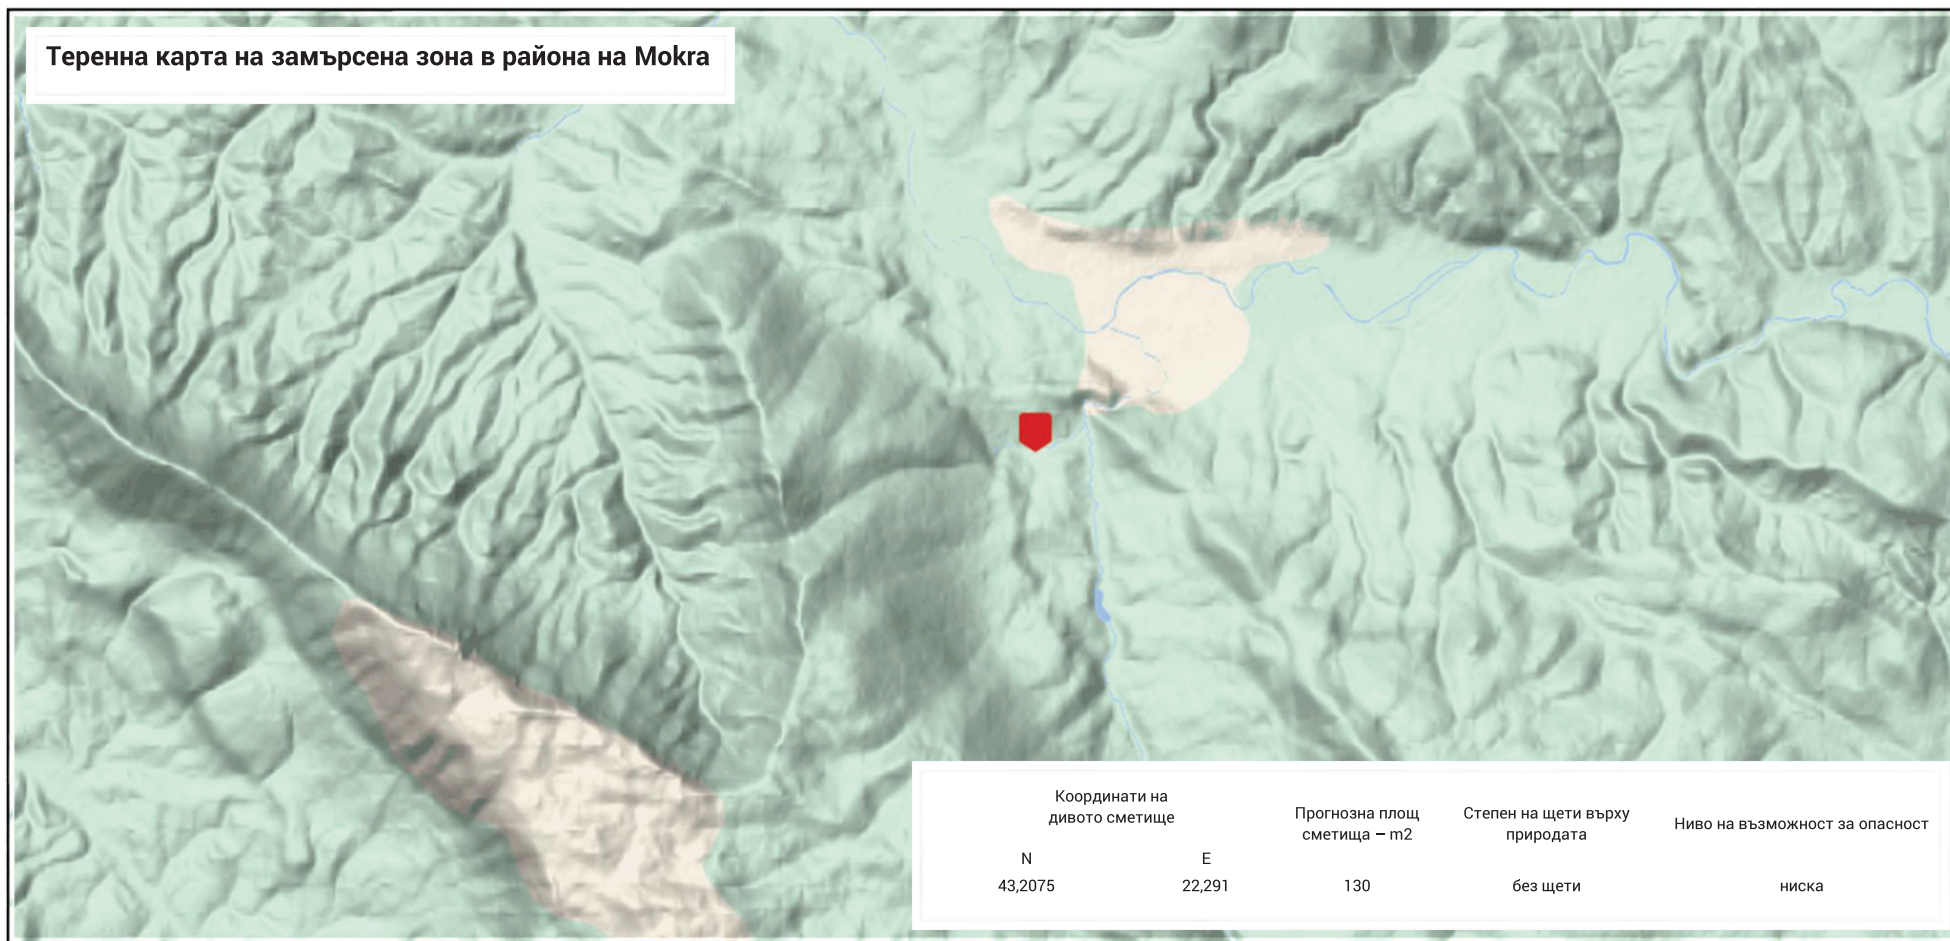 Теренна карта на замърсена зона в района на Mokra
Координати на
дивото сметище
Прогнозна площ
сметища – m2
Степен на щети върху
природата
Ниво на възможност за опасност
N
E
43,2075
22,291
130
без щети
ниска